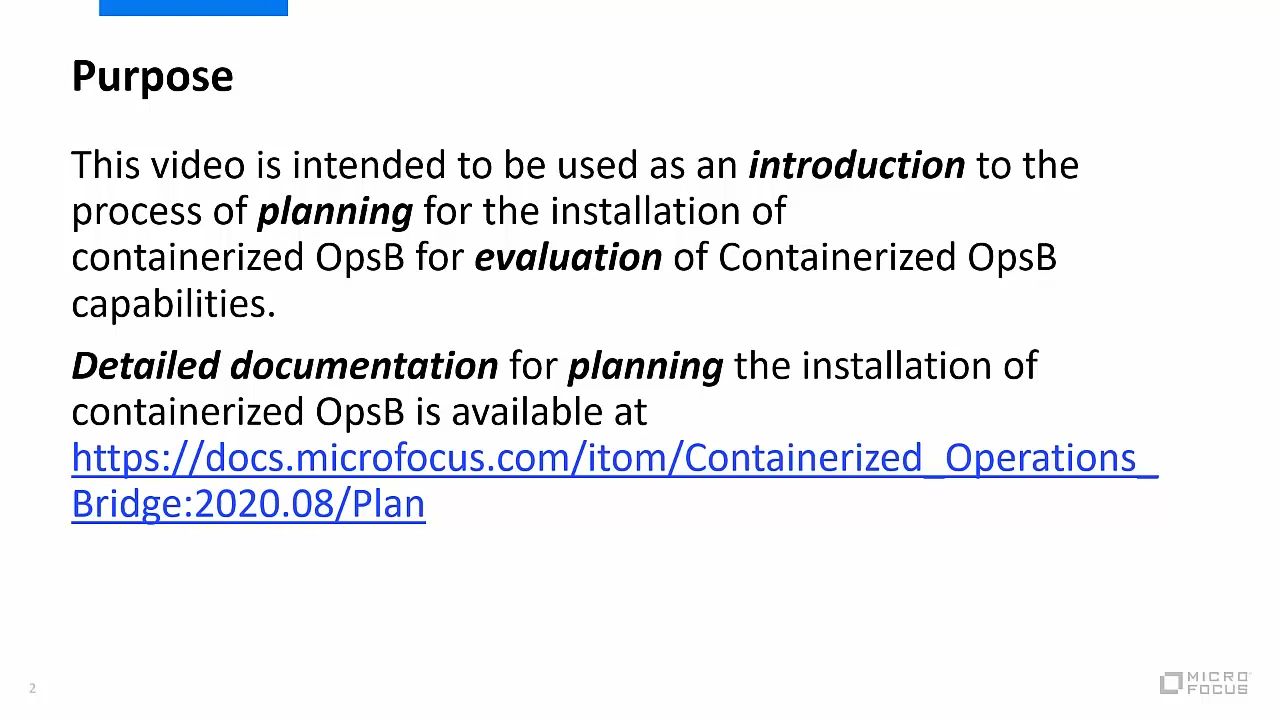 Purpose
This video is intended to be used as an introduction to the
process of planning for the installation of
containerized OpsB for evaluation of Containerized OpsB
capabilities.
Detailed documentation for planning the installation of
containerized OpsB is available at
https://docs.microfocus.com/itom/Containerized_Operations_
Bridge:2020.08/Plan
2
MICRO
FOCUS